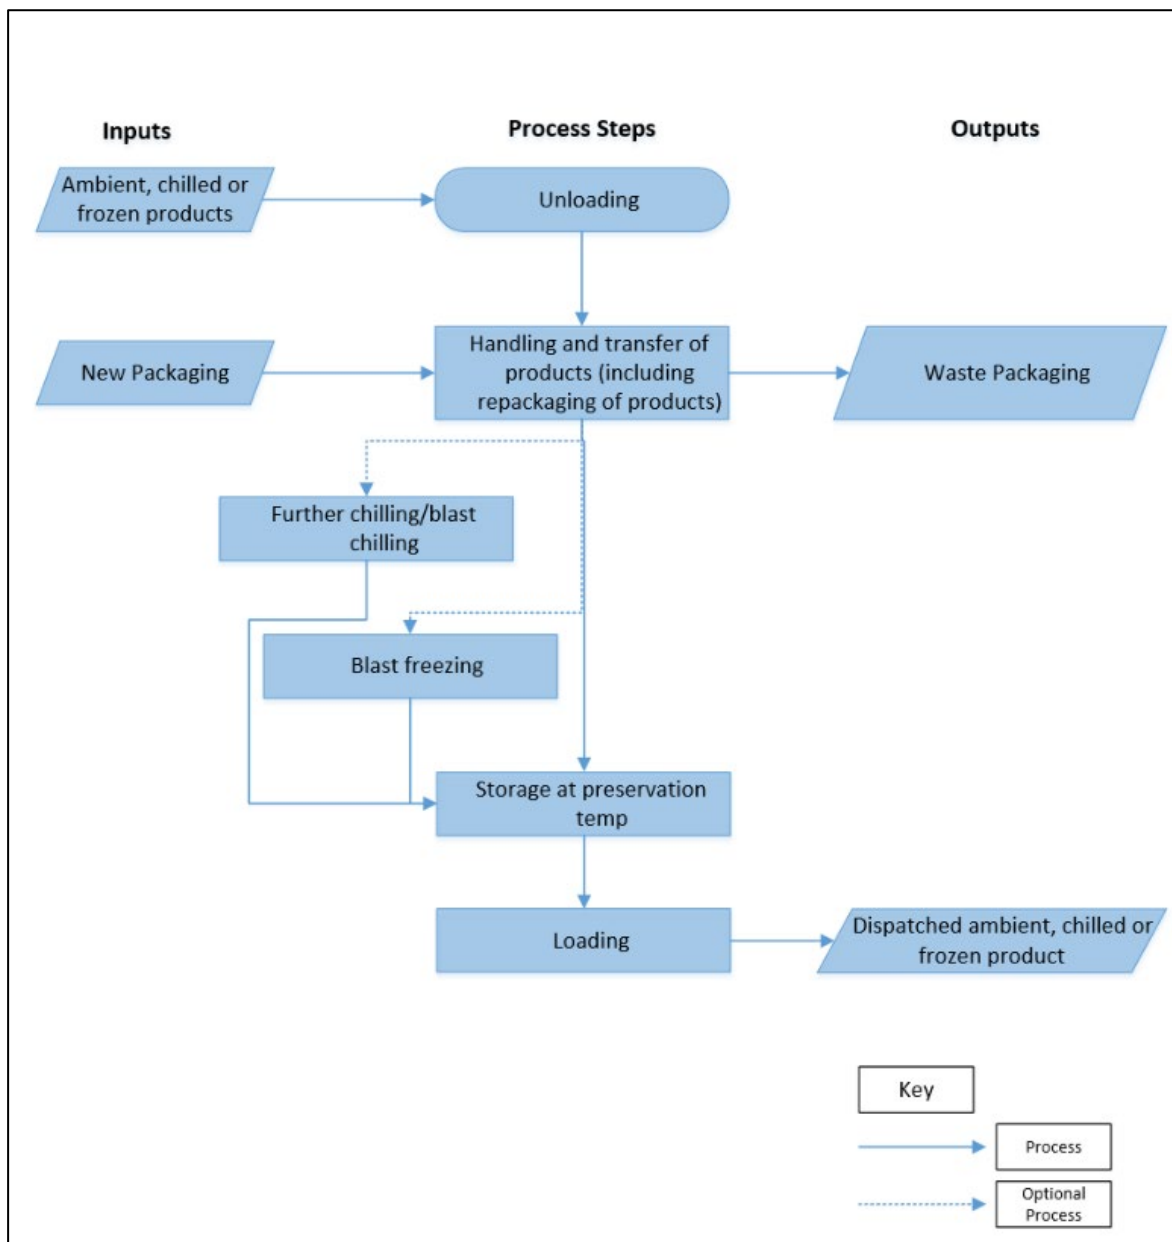 Inputs
Process Steps
Outputs
Ambient, chilled or
frozen products
Unloading
New Packaging
Handling and transfer of
products (including
repackaging of products)
Waste Packaging
Further chilling/blast
chilling
Blast freezing
Storage at preservation
temp
Loading
Dispatched ambient, chilled or
frozen product
Key
Process
Optional
Process